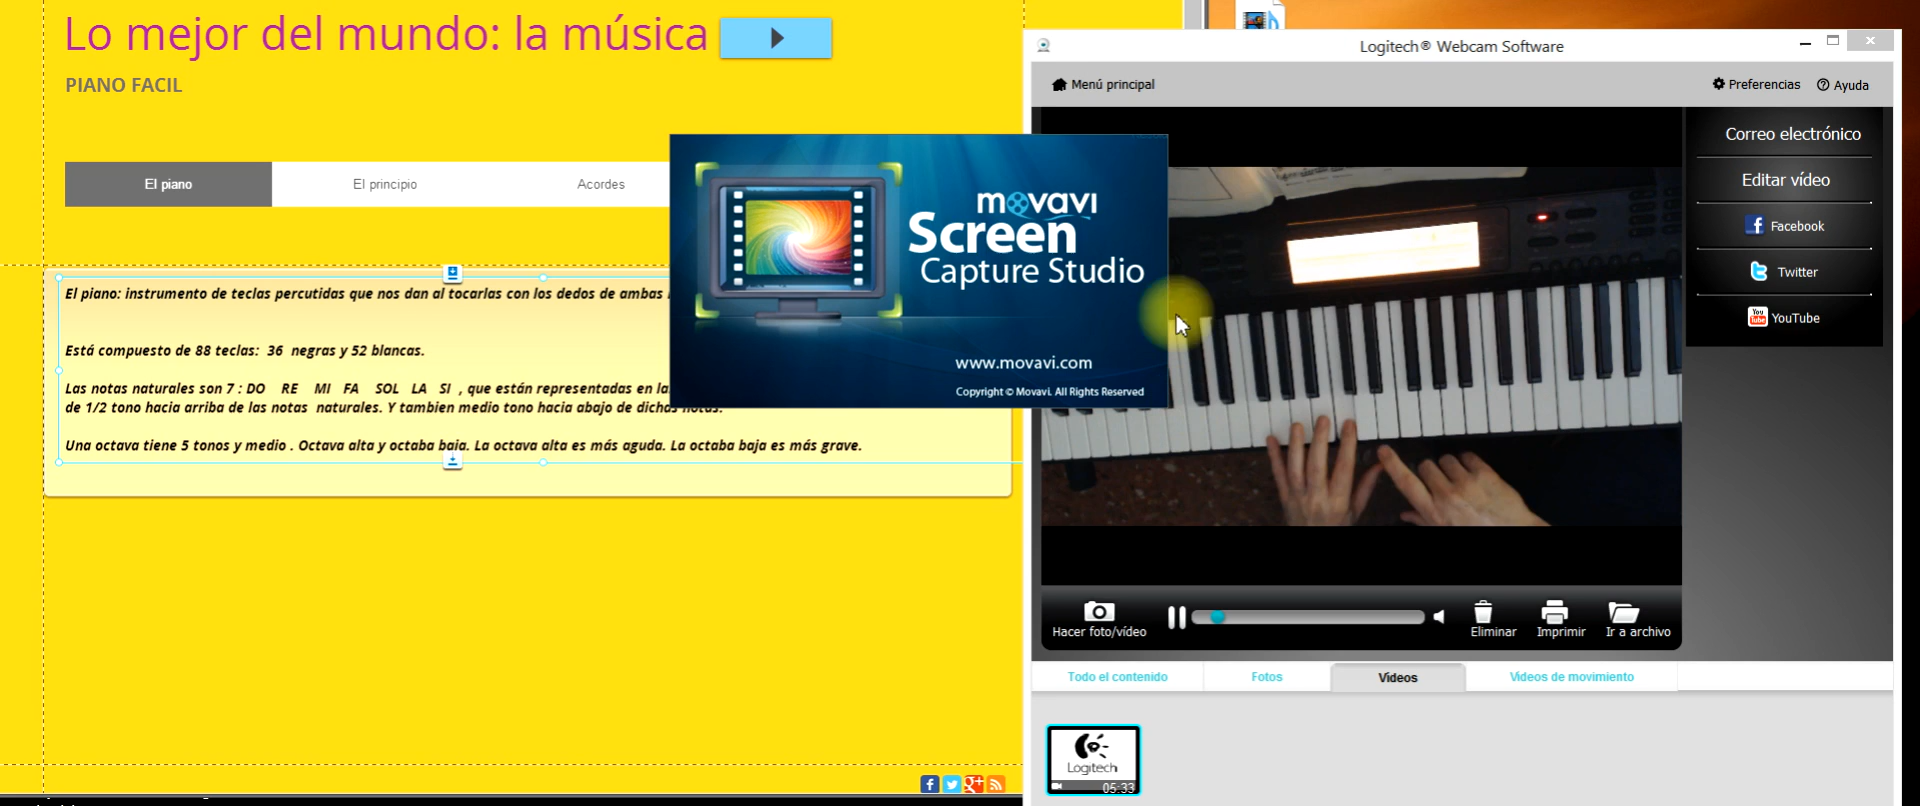 Lo mejor del mundo: la música
PIANO FACIL
El piano
El principio
Acordes
El piano: instrumento de teclas percutidas que nos dan al tocarlas con los dedos de ambas
Está compuesto de 88 teclas: 36 negras y 52 blancas.
Las notas naturales son 7 : DO RE MI FA SOL LA SI , que están representadas en
de 1/2 tono hacia arriba de las notas naturales. Y tambien medio tono hacia abajo de dichas notas.
Una octava tiene 5 tonos y medio . Octava alta y octaba baja. La octava alta es más aguda. La octaba baja es más grave.
movavi
Screen
Capture Studio
www.movavi.com
Copyright © Movavi. All Rights Reserved
Logitech® Webcam Software
Menú principal
Preferencias
Ayuda
Correo electrónico
Editar vídeo
Facebook
Twitter
You Tube YouTube
Hacer foto/vídeo
Eliminar
Imprimir
Ir a archivo
Todo el contenido
Fotos
Vídeos
Vídeos de movimiento
Logitech
05:33